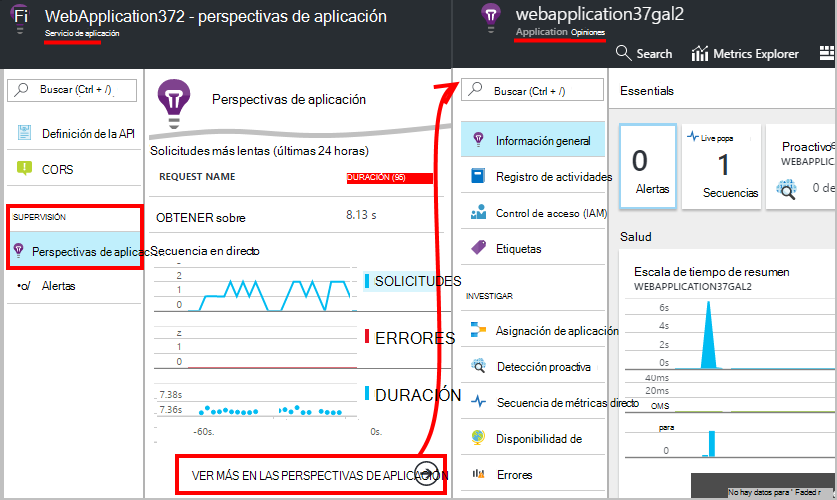 Fi
WebApplication372 - perspectivas de aplicación
Servicio de aplicación
Buscar (Ctrl + /)
Definición de la API
CORS
SUPERVISIÓN
Perspectivas de aplicac...
Alertas
Perspectivas de aplicación
Solicitudes más lentas (últimas 24 horas)
REQUEST NAME
DURACIÓN (95)
OBTENER sobre
8.13 s
Secuencia en directo
2
1
0
SOLICITUDES
z
1
0
ERRORES
7.38s
7.36s
DURACIÓN
-60s.
0s.
VER MÁS EN LAS PERSPECTIVAS DE APLICACIÓN
webapplication37gal2
Application Opiniones
Search
Metrics Explorer
Buscar (Ctrl + /)
Información general
Registro de actividades
Control de acceso (IAM)
Etiquetas
INVESTIGAR
Asignación de aplicación
Detección proactiva
Secuencia de métricas directo
Disponibilidad de
Errores
Essentials
0
Alertas
Live popa
1
Secuencias
Proactivo
WEBAPPLIC
0 de
Salud
Escala de tiempo de resumen
WEBAPPLICATION37GAL2
6s
4s
2s
0s
40ms
20ms
OMS
para
0
No hay datos para ' Faded r